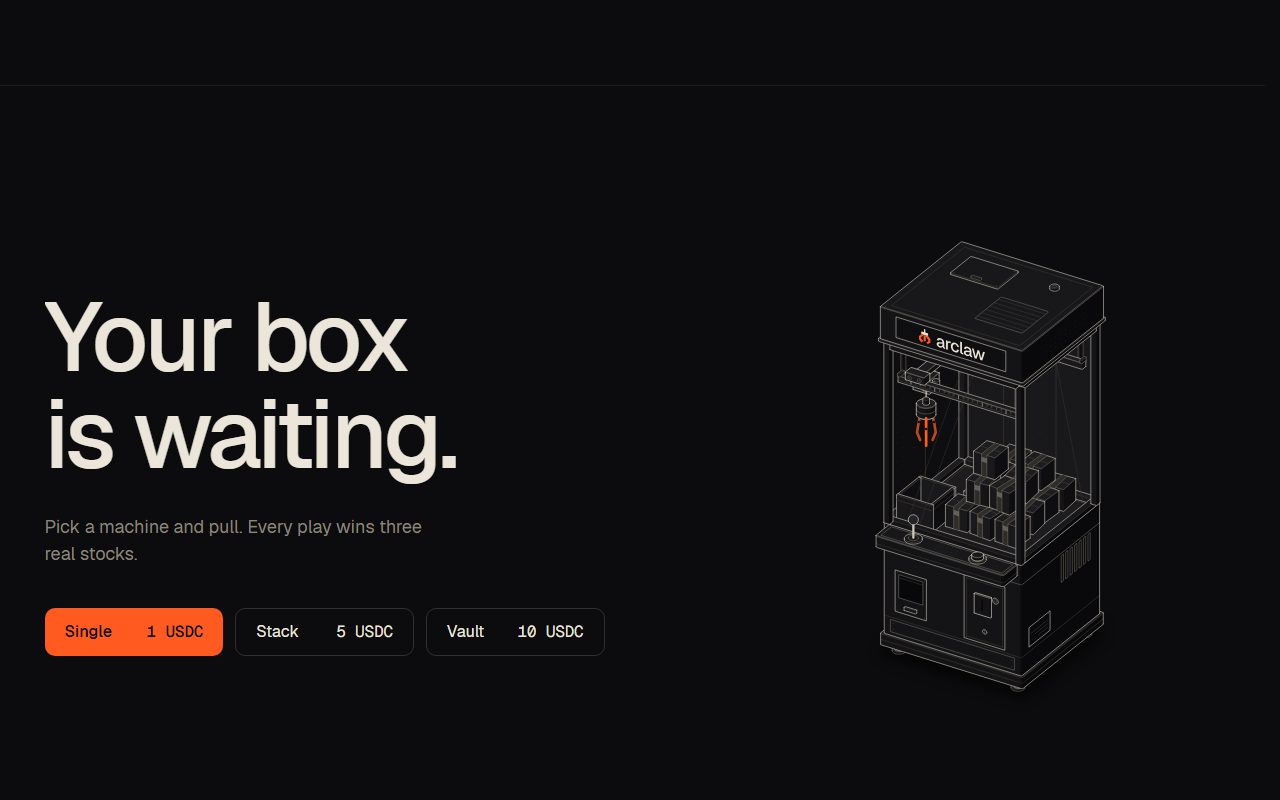 arclaw
Your box
is waiting.
Pick a machine and pull. Every play wins three
real stocks.
Single 1 USDC
Stack 5 USDC
Vault 10 USDC